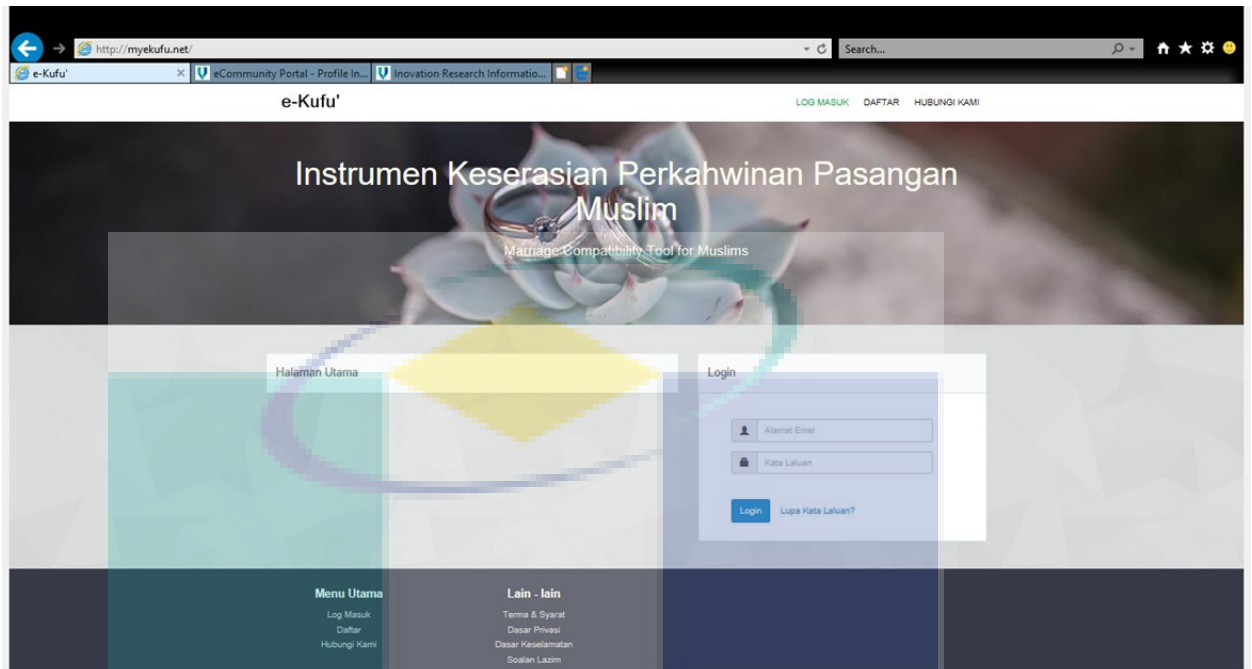 http://myekufu.net/
Search...
e-Kufu'
eCommunity Portal - Profile In...
Inovation Research Informatio...
e-Kufu'
LOG MASUK DAFTAR HUBUNGI KAMI
Instrumen Keserasian Perkahwinan Pasangan
Muslim
Marriage Compatibility Tool for Muslims
Halaman Utama
Login
Alamat Emel
Kata Laluan
Login Lupa Kata Laluan?
Menu Utama
Log Masuk
Daftar
Hubungi Kami
Lain - lain
Terma & Syarat
Dasar Privasi
Dasar Keselamatan
Soalan Lazim